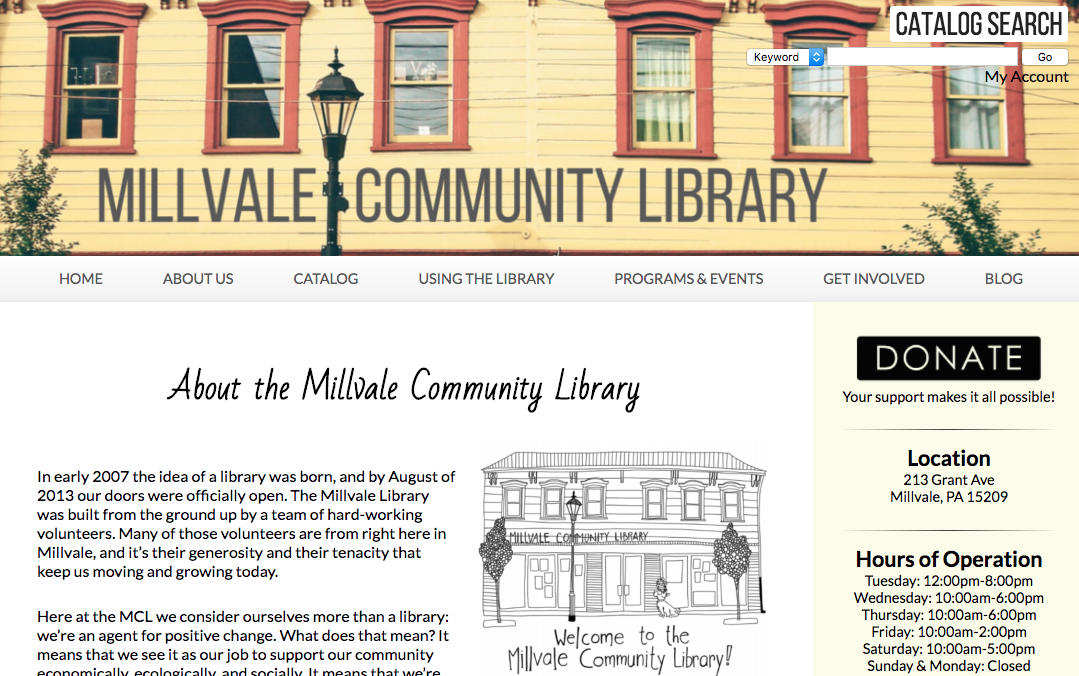 CATALOG SEARCH
Keyword
Go
My Account
MILLVALE COMMUNITY LIBRARY
HOME
ABOUT US
CATALOG
USING THE LIBRARY
PROGRAMS & EVENTS
GET INVOLVED
BLOG
About the Millvale Community Library
In early 2007 the idea of a library was born, and by August of
2013 our doors were officially open. The Millvale Library
was built from the ground up by a team of hard-working
volunteers. Many of those volunteers are from right here in
Millvale, and it's their generosity and their tenacity that
keep us moving and growing today.
Here at the MCL we consider ourselves more than a library:
we're an agent for positive change. What does that mean? It
means that we see it as our job to support our community
economically, ecologically, and socially. It means that we're
MILLVALE COMMUNITY LIBRARY
Welcome to the
Millvale Community Library!
DONATE
Your support makes it all possible!
Location
213 Grant Ave
Millvale, PA 15209
Hours of Operation
Tuesday: 12:00pm-8:00pm
Wednesday: 10:00am-6:00pm
Thursday: 10:00am-6:00pm
Friday: 10:00am-2:00pm
Saturday: 10:00am-5:00pm
Sunday & Monday: Closed